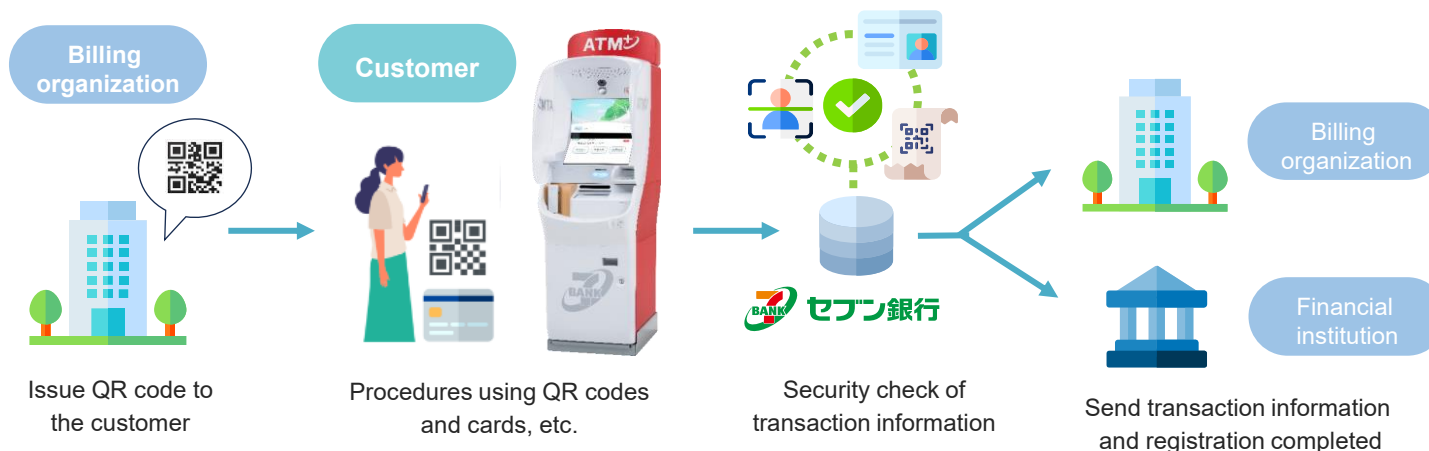 Billing
organization
Customer
ATM+
BANK
Issue QR code to
the customer
Procedures using QR codes
and cards, etc.
7
BANK
セブン銀行
Security check of
transaction information
Billing
organization
Financial
institution
Send transaction information
and registration completed